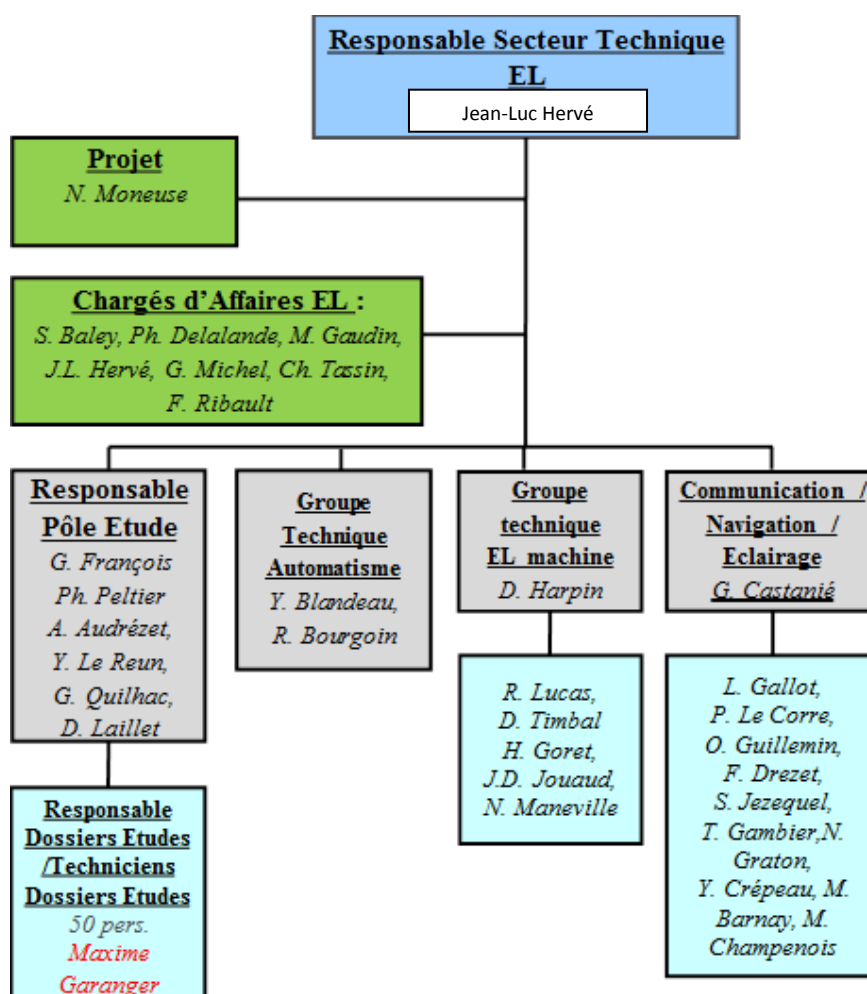 Responsable Secteur Technique
EL
Jean-Luc Hervé
Projet
N. Moneuse
Chargés d'Affaires EL :
S. Baley, Ph. Delalande, M. Gaudin,
J.L. Hervé, G. Michel, Ch. Tassin,
F. Ribault
Responsable
Pôle Etude
G. François
Ph. Peltier
A. Audrézet,
Y. Le Reun,
G. Quilhac,
D. Laillet
Groupe
Technique
Automatisme
Y. Blandeau,
R. Bourgoin
Groupe
technique
EL machine
D. Harpin
Communication /
Navigation /
Eclairage
G. Castanié
Responsable
Dossiers Etudes
/Techniciens
Dossiers Etudes
50 pers.
Maxime
Garanger
R. Lucas,
D. Timbal
H. Goret,
J.D. Jouaud,
N. Maneville
L. Gallot,
P. Le Corre,
O. Guillemin,
F. Drezet,
S. Jezequel,
T. Gambier,N.
Graton,
Y. Crépeau, M.
Barnay, M.
Champenois